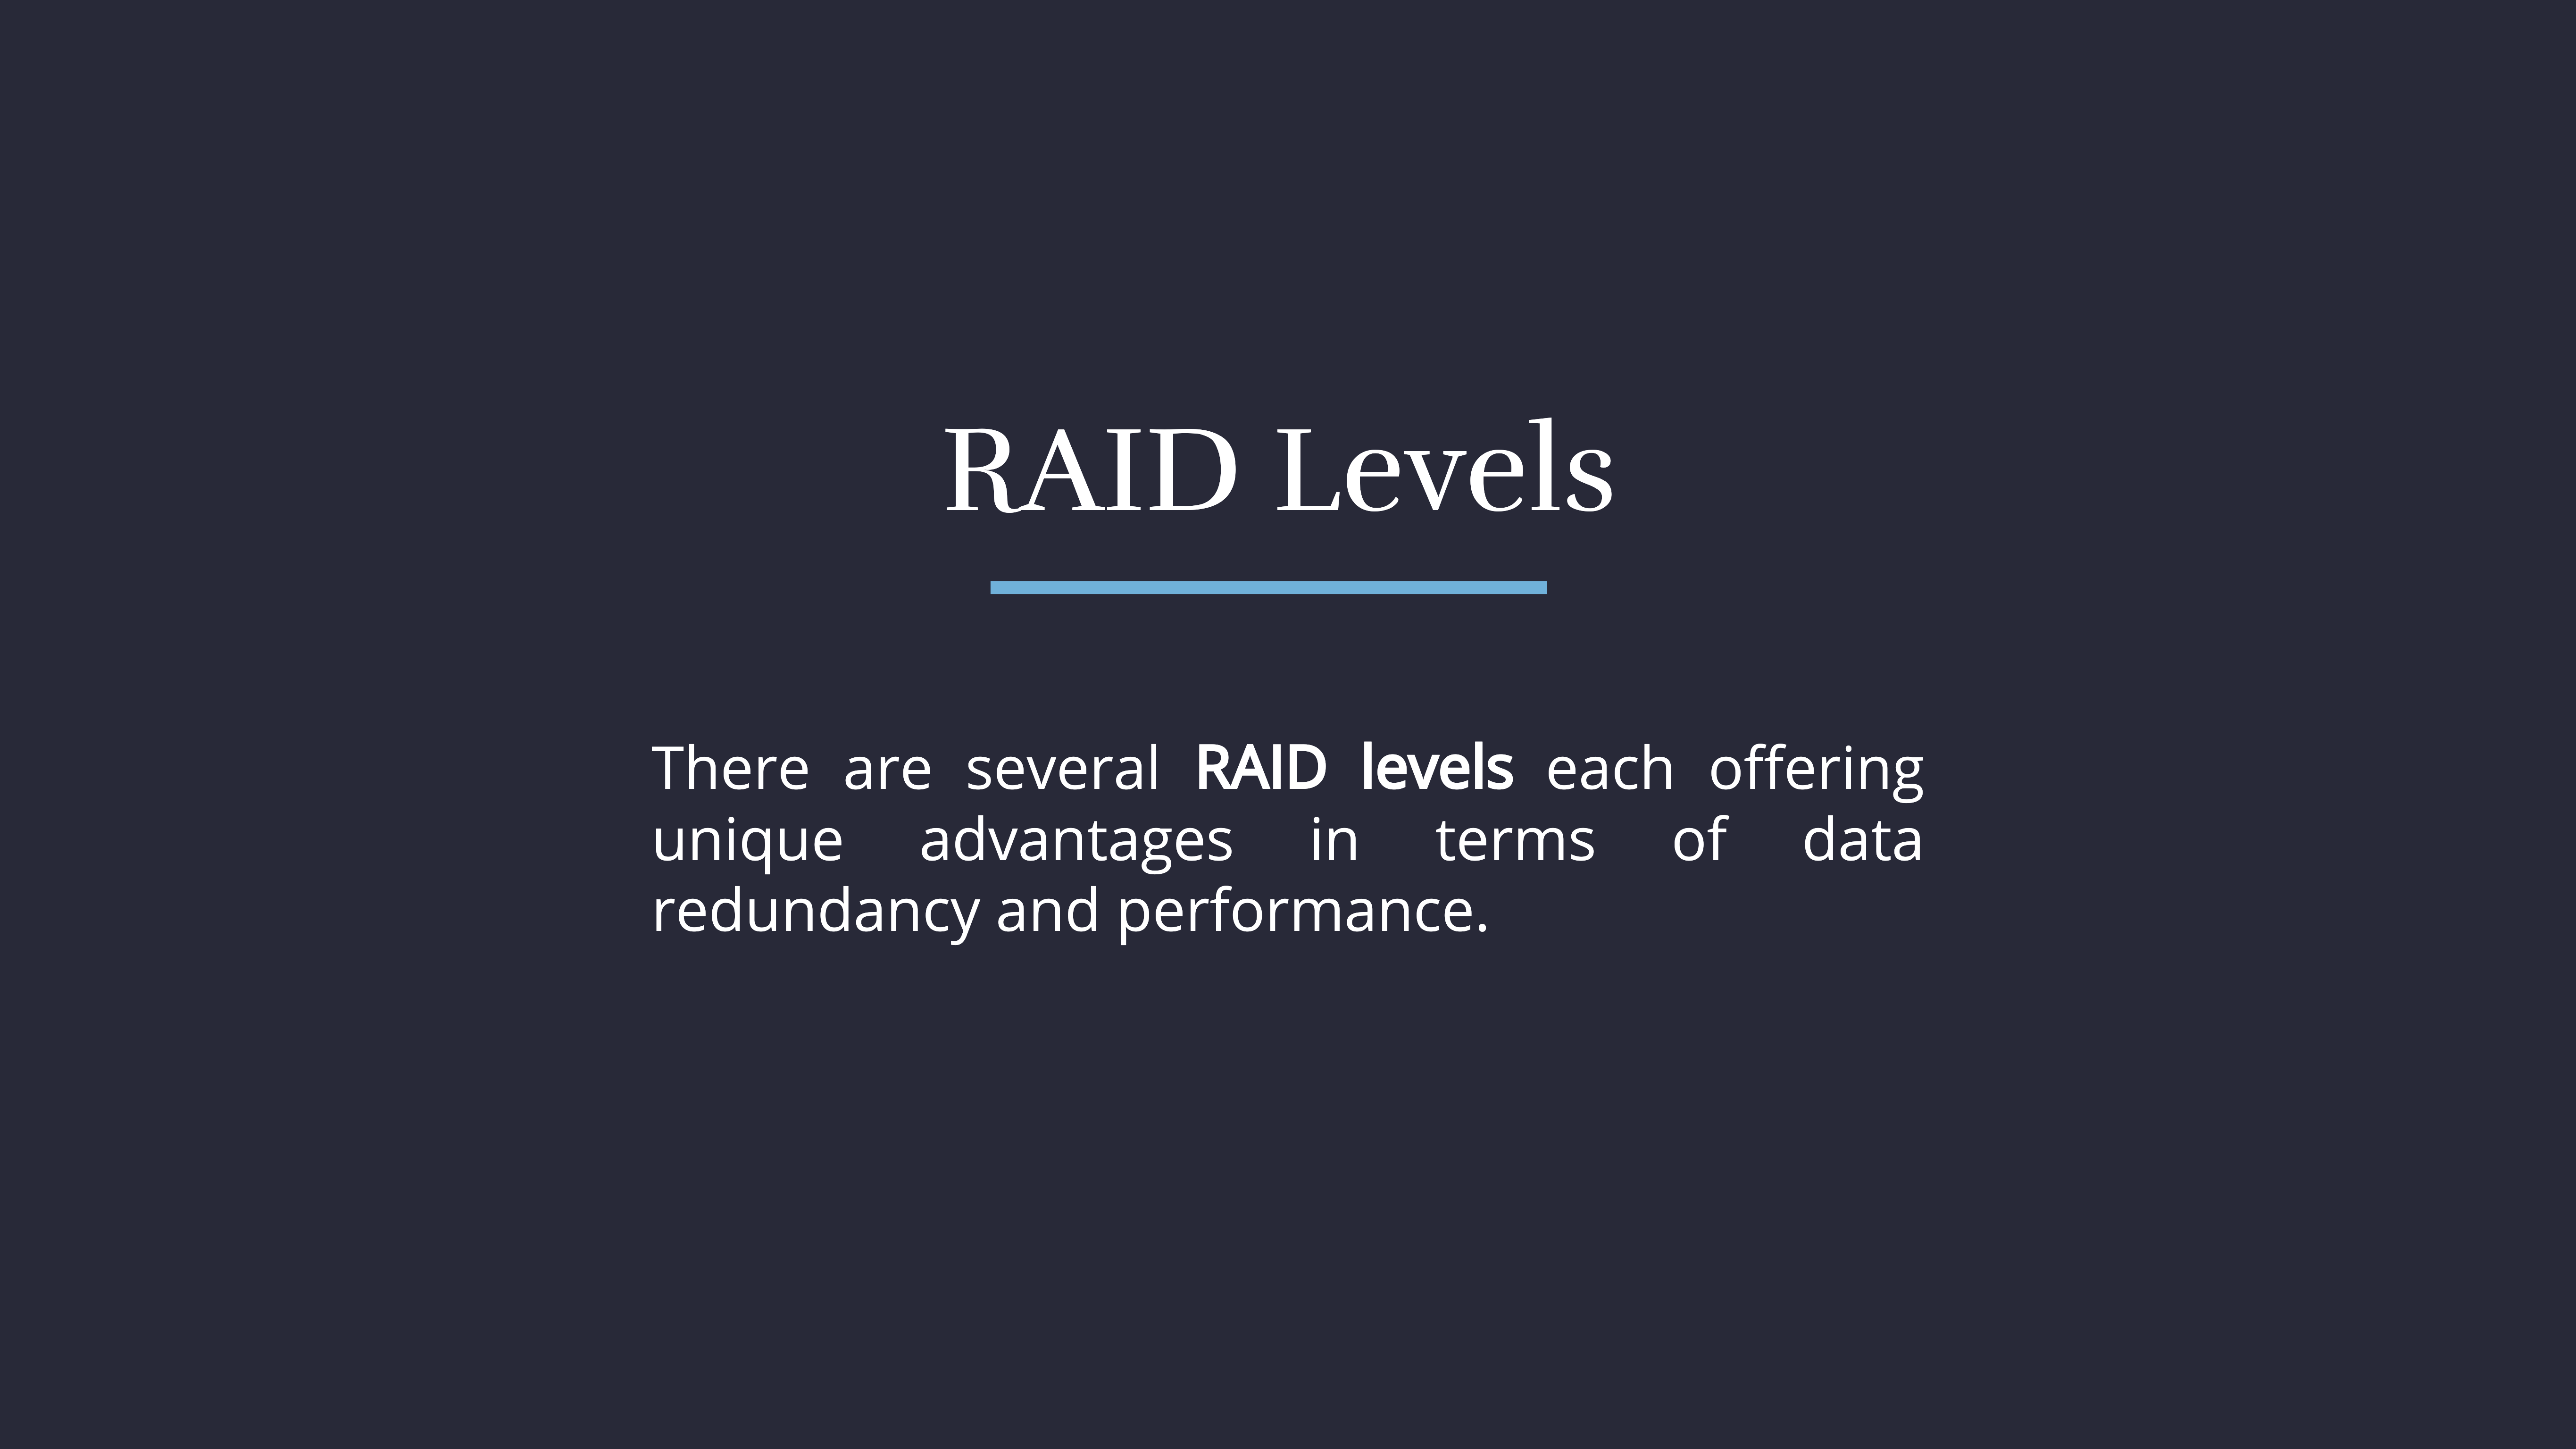 RAID Levels
There are several RAID levels each offering
unique advantages in terms of data
redundancy and performance.